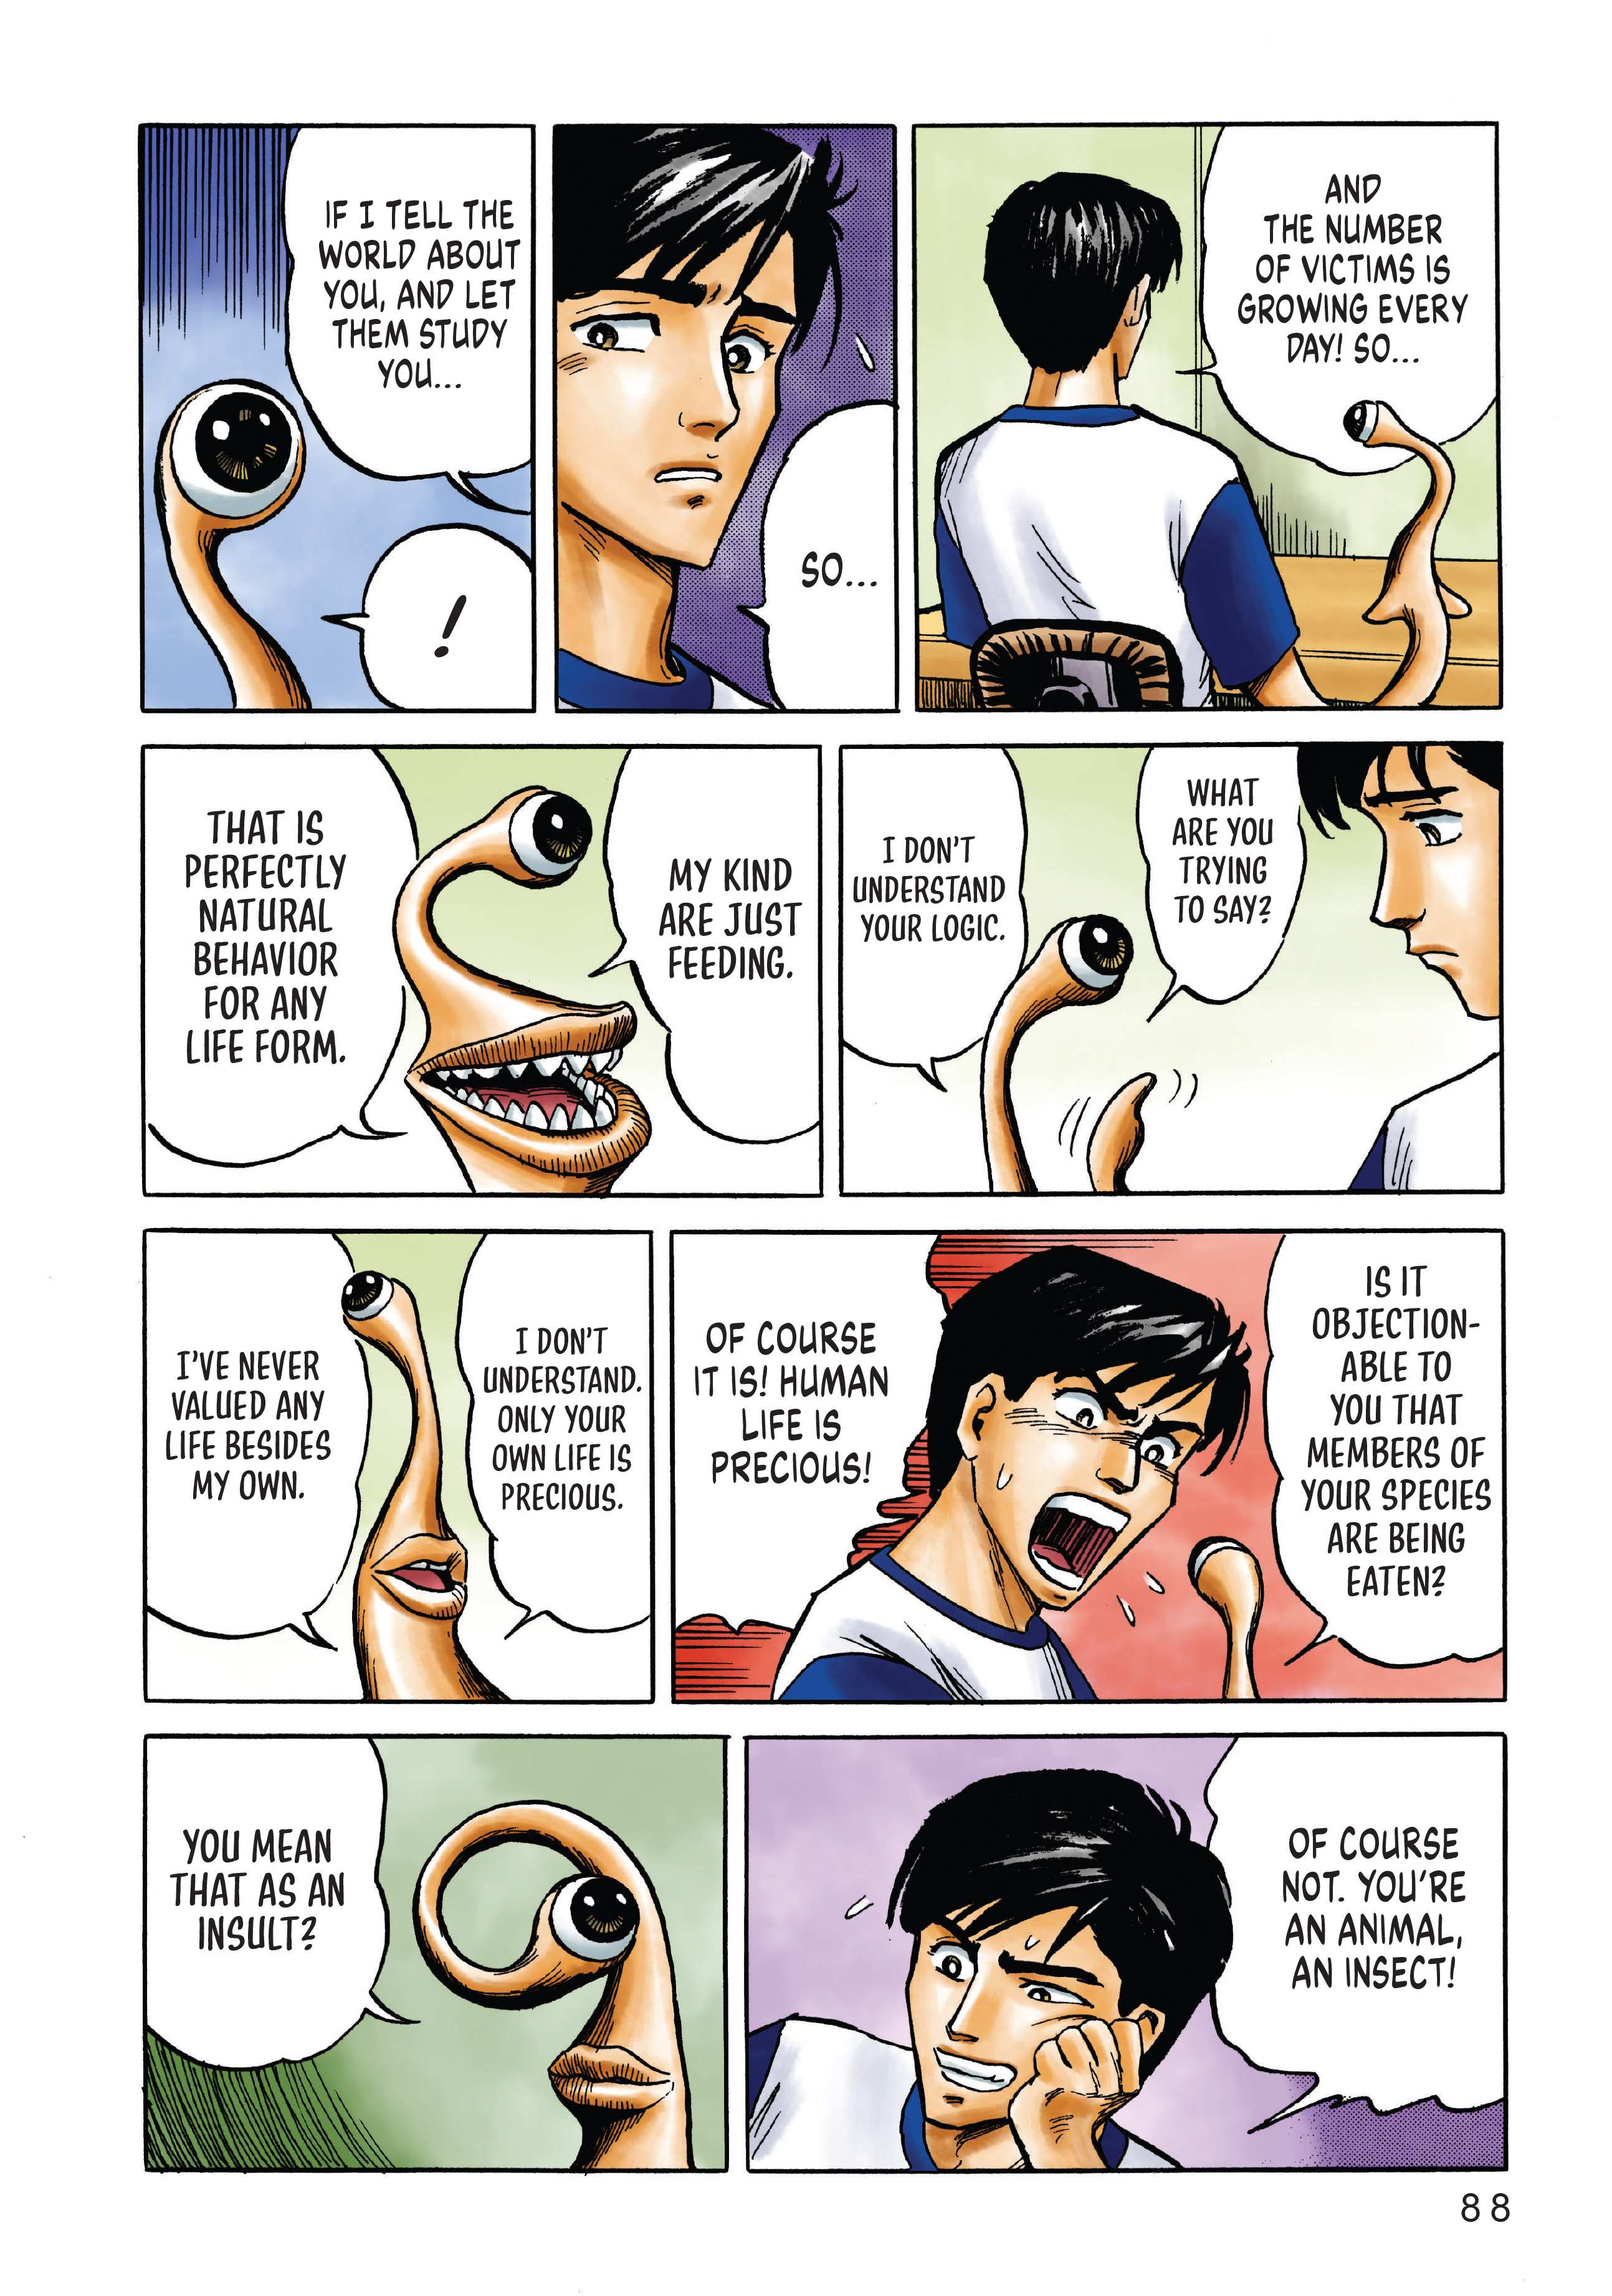 AND
THE NUMBER
OF VICTIMS IS
GROWING EVERY
DAY! SO...
SO...
IF I TELL THE
WORLD ABOUT
YOU, AND LET
THEM STUDY
YOU...
!
WHAT
ARE YOU
TRYING
TO SAY?
I DON'T
UNDERSTAND
YOUR LOGIC.
MY KIND
ARE JUST
FEEDING.
THAT IS
PERFECTLY
NATURAL
BEHAVIOR
FOR ANY
LIFE FORM.
IS IT
OBJECTION-
ABLE TO
YOU THAT
MEMBERS OF
YOUR SPECIES
ARE BEING
EATEN?
OF COURSE
IT IS! HUMAN
LIFE IS
PRECIOUS!
I DON'T
UNDERSTAND.
ONLY YOUR
OWN LIFE IS
PRECIOUS.
I'VE NEVER
VALUED ANY
LIFE BESIDES
MY OWN.
OF COURSE
NOT. YOU'RE
AN ANIMAL,
AN INSECT!
YOU MEAN
THAT AS AN
INSULT?
88